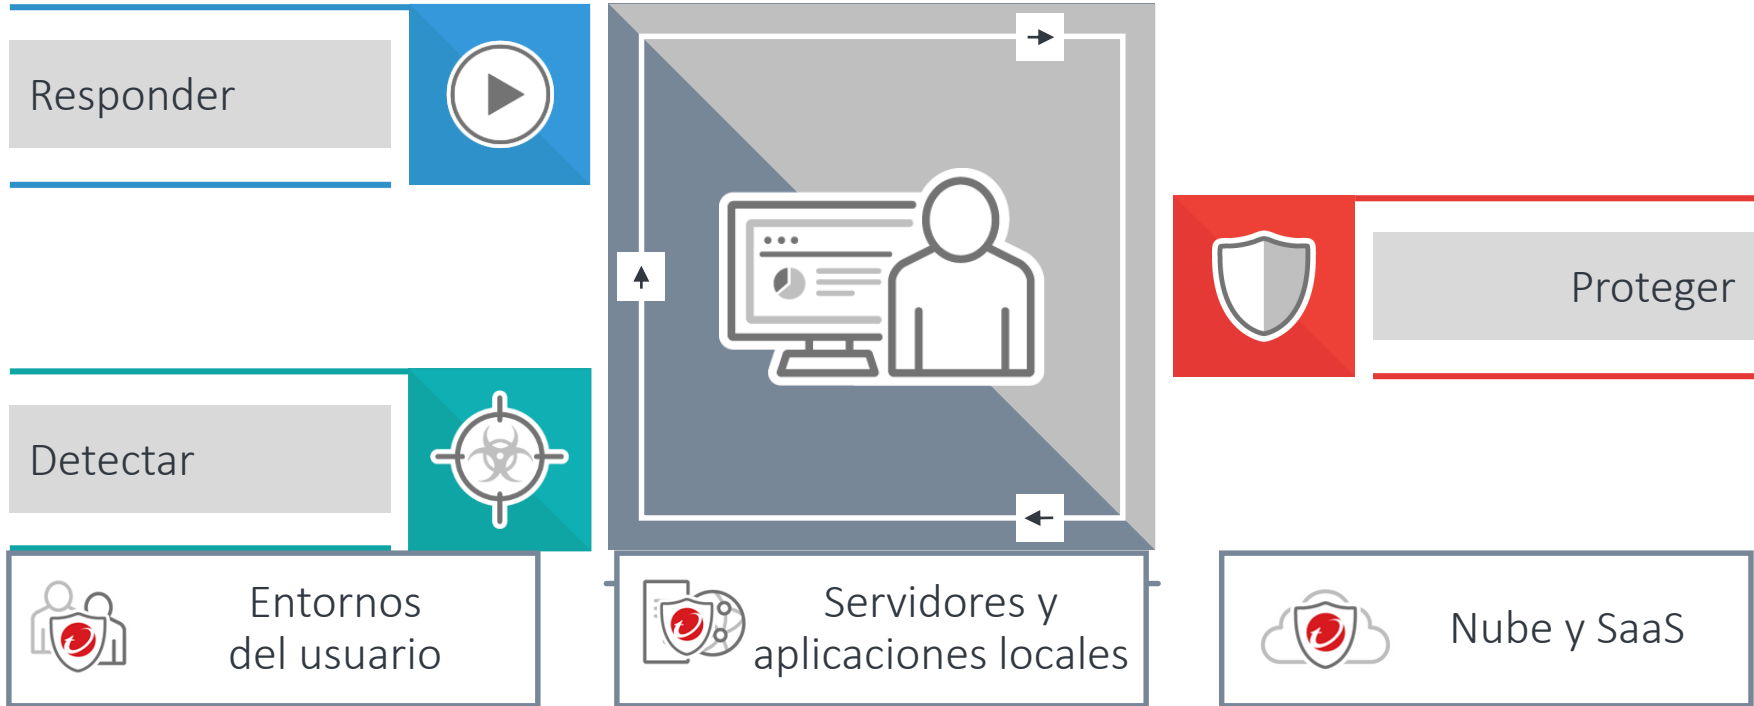 Responder
Proteger
Detectar
Entornos
del usuario
Servidores y
aplicaciones locales
Nube y SaaS